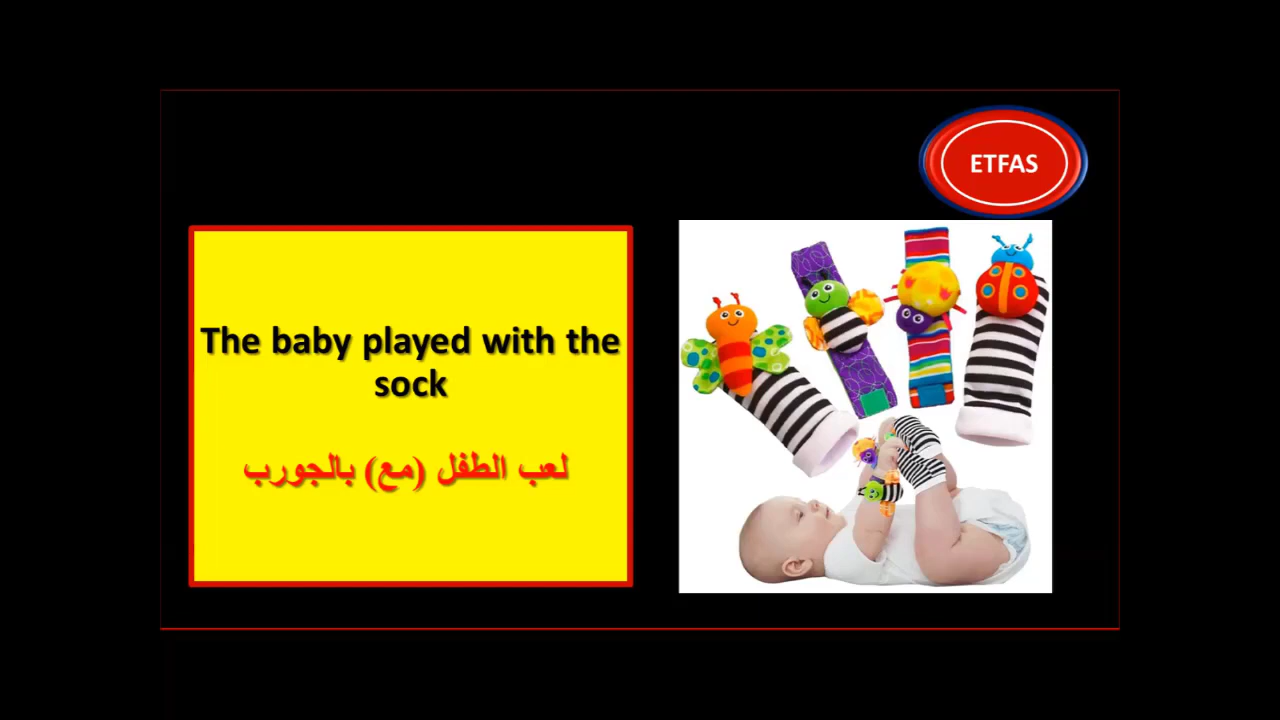 ETFAS
The baby played with the
sock
لعب الطفل (مع) بالجورب